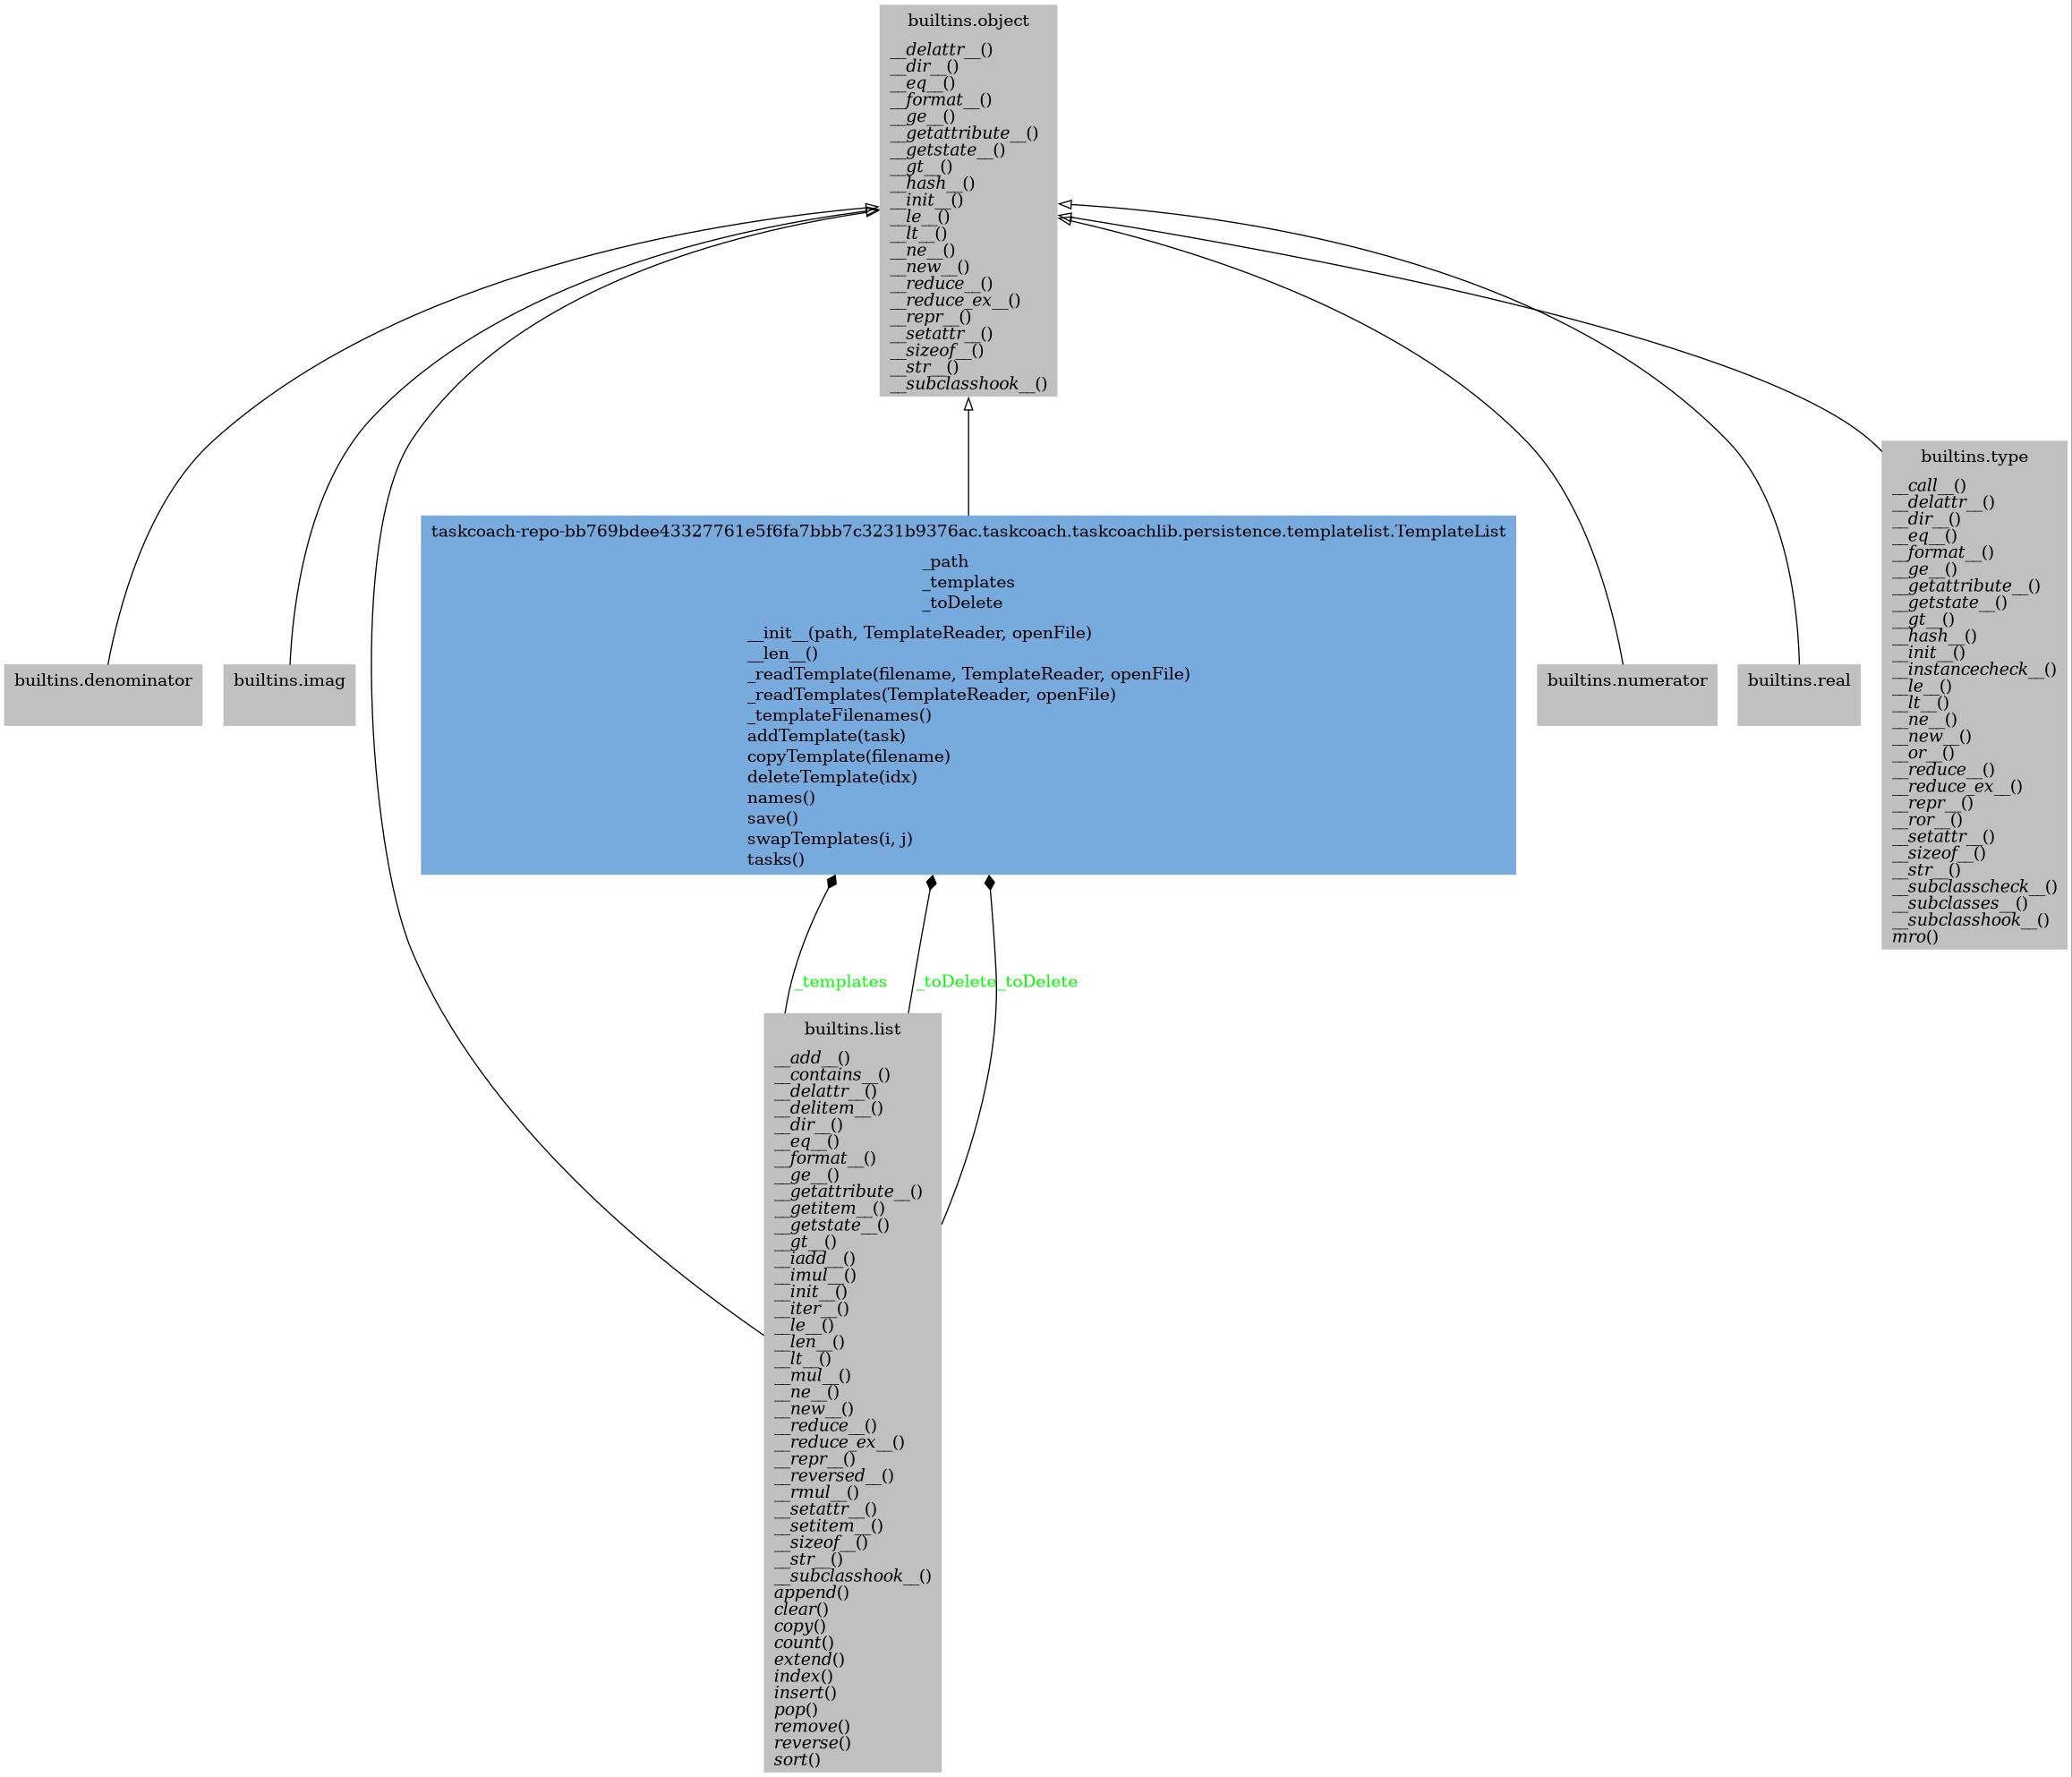 builtins.object
__delattr__()
__dir__()
__eq__()
__format__()
__ge__()
__getattribute__()
__getstate__()
__gt__()
__hash__()
__init__()
__le__()
__lt__()
__ne__()
__new__()
__reduce__()
__reduce_ex__()
__repr__()
__setattr__()
__sizeof__()
__str__()
__subclasshook__()
builtins.denominator
builtins.imag
taskcoach-repo-bb769bdee43327761e5f6fa7bbb7c3231b9376ac.taskcoach.taskcoachlib.persistence.templatelist.TemplateList
_path
_templates
_toDelete
__init__(path, TemplateReader, openFile)
__len__()
_readTemplate(filename, TemplateReader, openFile)
_readTemplates(TemplateReader, openFile)
_templateFilenames()
addTemplate(task)
copyTemplate(filename)
deleteTemplate(idx)
names()
save()
swapTemplates(i, j)
tasks()
builtins.numerator
builtins.real
builtins.type
__call__()
__delattr__()
__dir__()
__eq__()
__format__()
__ge__()
__getattribute__()
__getstate__()
__gt__()
__hash__()
__init__()
__instancecheck__()
__le__()
__lt__()
__ne__()
__new__()
__or__()
__reduce__()
__reduce_ex__()
__repr__()
__ror__()
__setattr__()
__sizeof__()
__str__()
__subclasscheck__()
__subclasses__()
__subclasshook__()
mro()
_templates
_toDelete
_toDelete
builtins.list
__add__()
__contains__()
__delattr__()
__delitem__()
__dir__()
__eq__()
__format__()
__ge__()
__getattribute__()
__getitem__()
__getstate__()
__gt__()
__iadd__()
__imul__()
__init__()
__iter__()
__le__()
__len__()
__lt__()
__mul__()
__ne__()
__new__()
__reduce__()
__reduce_ex__()
__repr__()
__reversed__()
__rmul__()
__setattr__()
__setitem__()
__sizeof__()
__str__()
__subclasshook__()
append()
clear()
copy()
count()
extend()
index()
insert()
pop()
remove()
reverse()
sort()